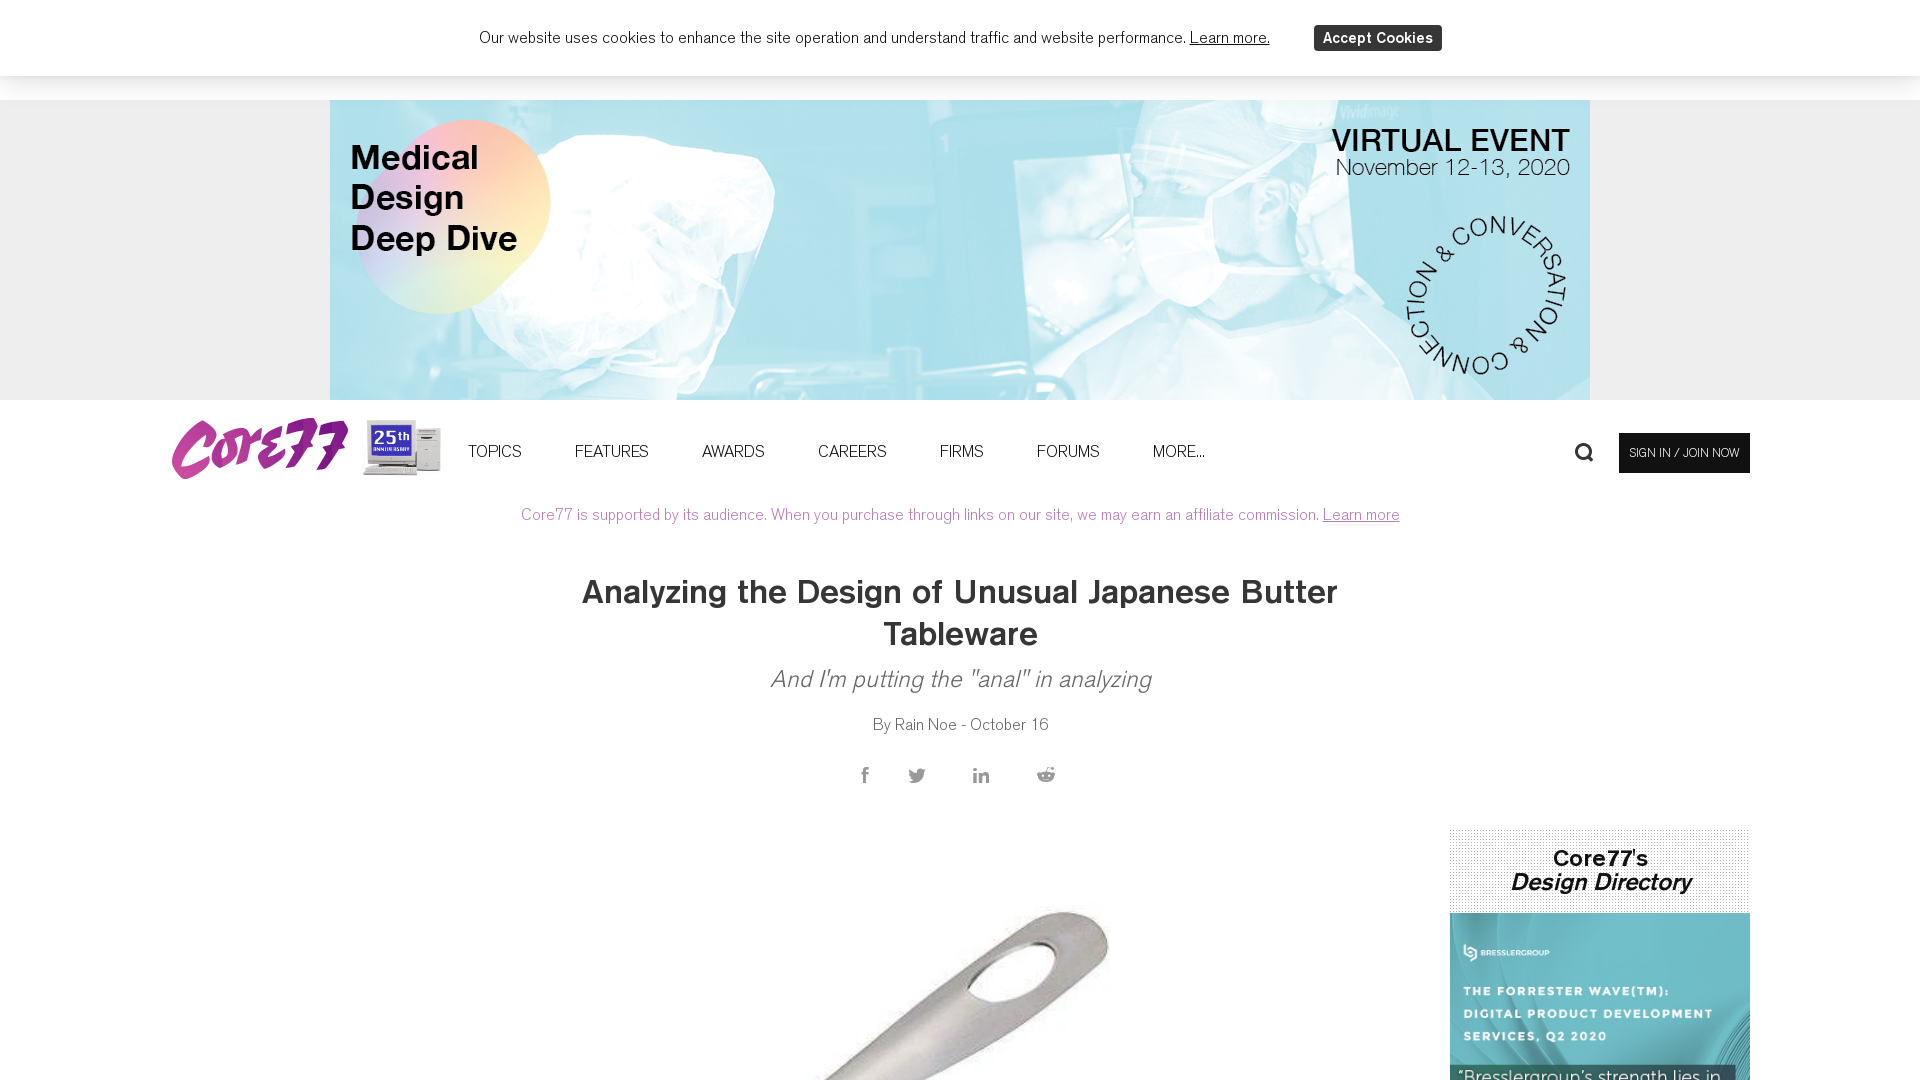 Our website uses cookies to enhance the site operation and understand traffic and website performance. Learn more.
Accept Cookies
Medical
Design
Deep Dive
Vividimage
VIRTUAL EVENT
November 12-13, 2020
CONNECTION & CONVERSATION &
Core77
25th
ANNIVERSARY
TOPICS
FEATURES
AWARDS
CAREERS
FIRMS
FORUMS
MORE...
SIGN IN / JOIN NOW
Core77 is supported by its audience. When you purchase through links on our site, we may earn an affiliate commission. Learn more
Analyzing the Design of Unusual Japanese Butter
Tableware
And I'm putting the "anal" in analyzing
By Rain Noe - October 16
Core77's
Design Directory
BRESSLERGROUP
THE FORRESTER WAVE(TM):
DIGITAL PRODUCT DEVELOPMENT
SERVICES, Q2 2020
"Bresslergroup's strength lies in